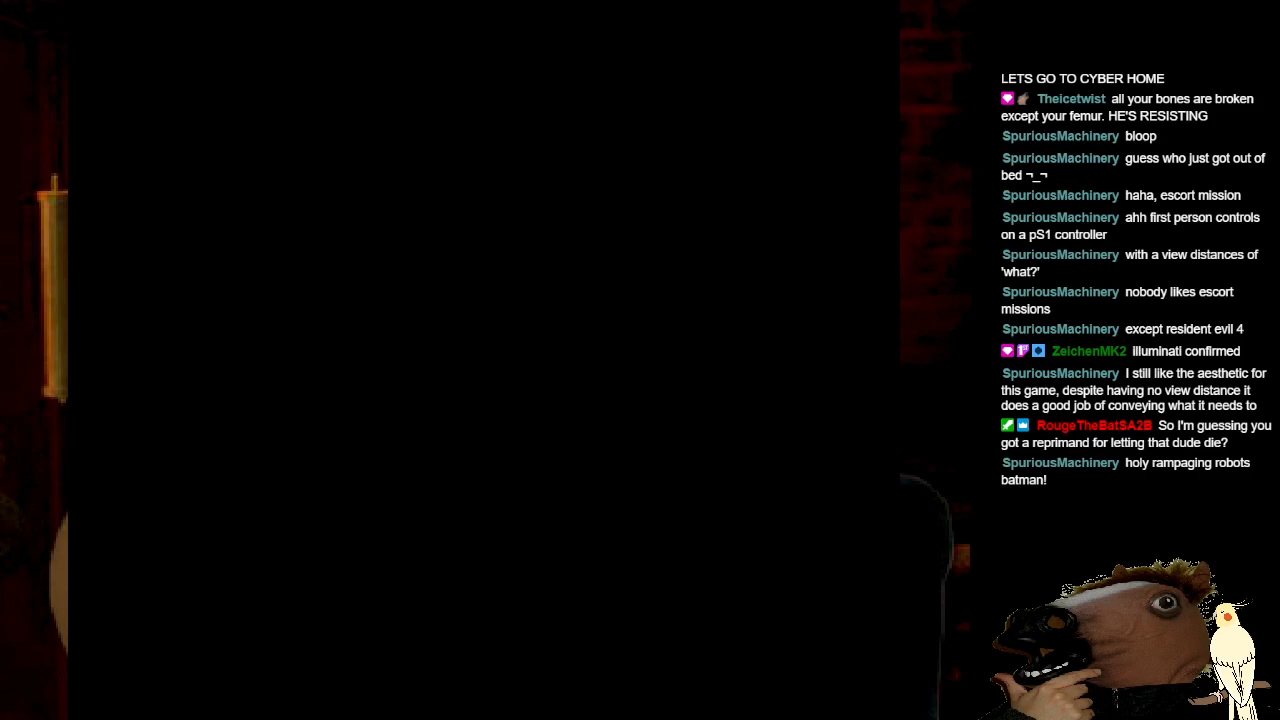 LETS GO TO CYBER HOME
Theicetwist all your bones are broken
except your femur. HE'S RESISTING
SpuriousMachinery bloop
SpuriousMachinery guess who just got out of
bed ¬_¬
SpuriousMachinery haha, escort mission
SpuriousMachinery ahh first person controls
on a pS1 controller
SpuriousMachinery with a view distances of
'what?'
SpuriousMachinery nobody likes escort
missions
SpuriousMachinery except resident evil 4
ZeichenMK2 illuminati confirmed
SpuriousMachinery I still like the aesthetic for
this game, despite having no view distance it
does a good job of conveying what it needs to
RougeTheBatSA2B So I'm guessing you
got a reprimand for letting that dude die?
SpuriousMachinery holy rampaging robots
batman!